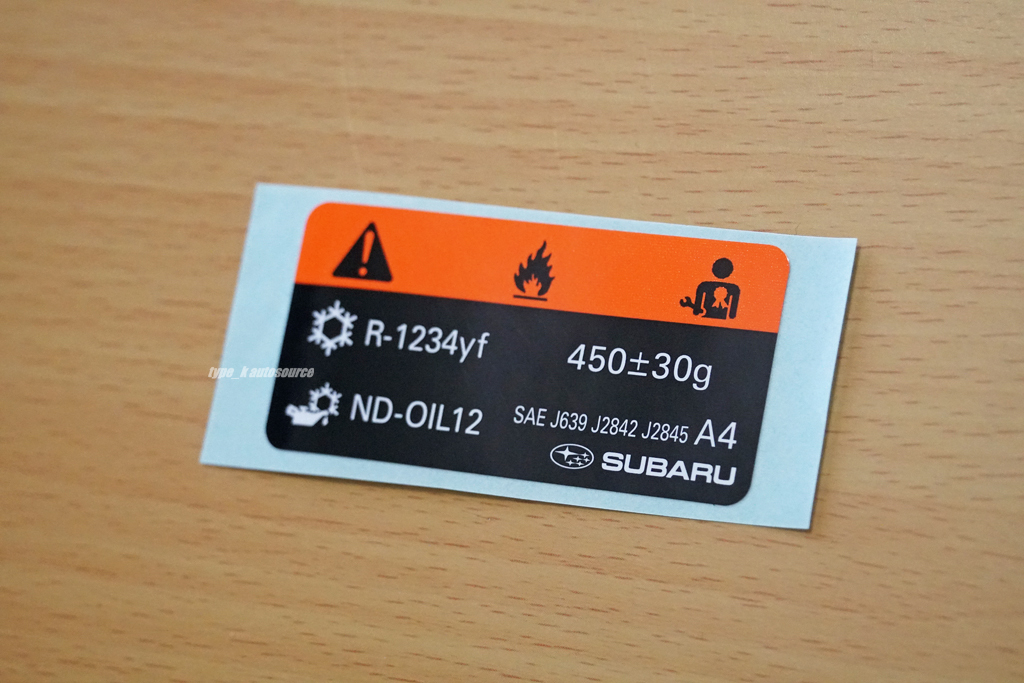 R-1234yf 450±30g
type_k autosource
ND-OIL12 SAE J639 J2842 J2845 A4
SUBARU